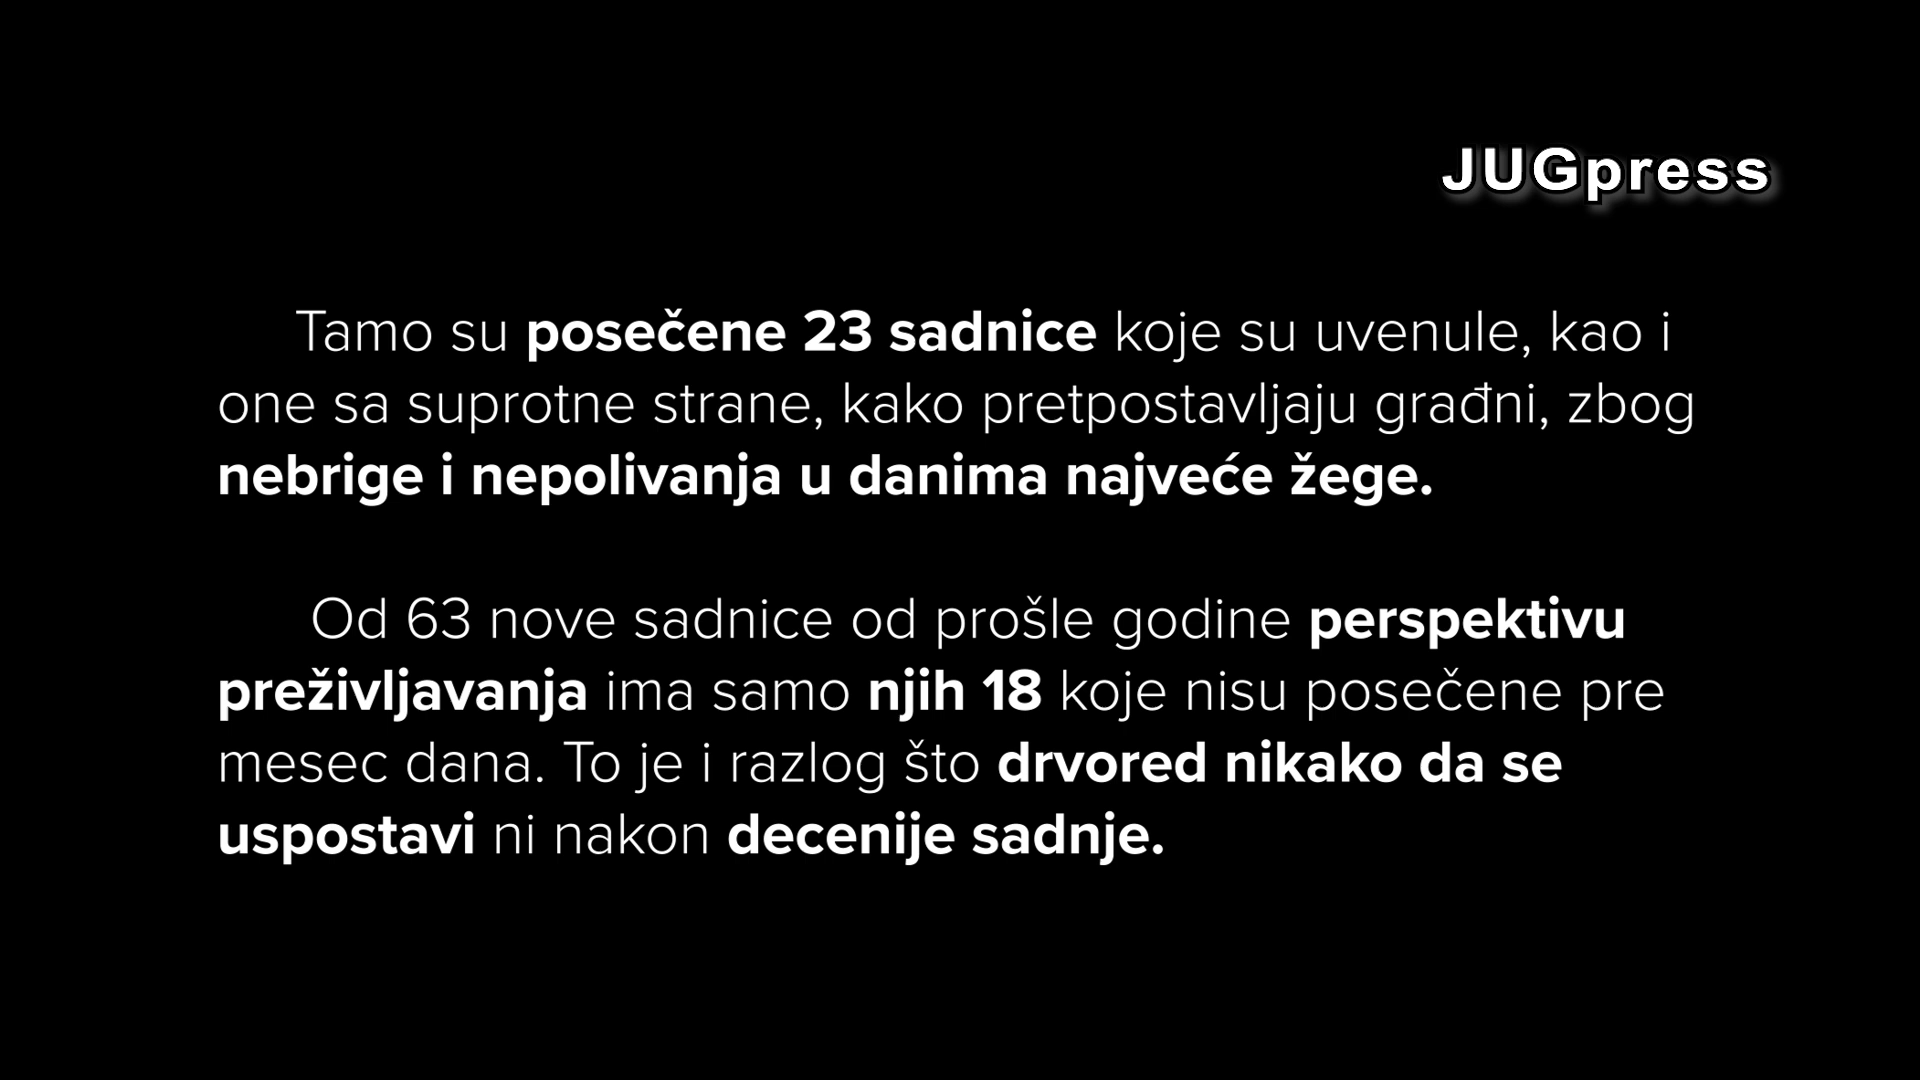 JUGpress
Tamo su posečene 23 sadnice koje su uvenule, kao i
one sa suprotne strane, kako pretpostavljaju građni, zbog
nebrige i nepolivanja u danima najveće žege.
Od 63 nove sadnice od prošle godine perspektivu
preživljavanja ima samo njih 18 koje nisu posečene pre
mesec dana. To je i razlog što drvored nikako da se
uspostavi ni nakon decenije sadnje.